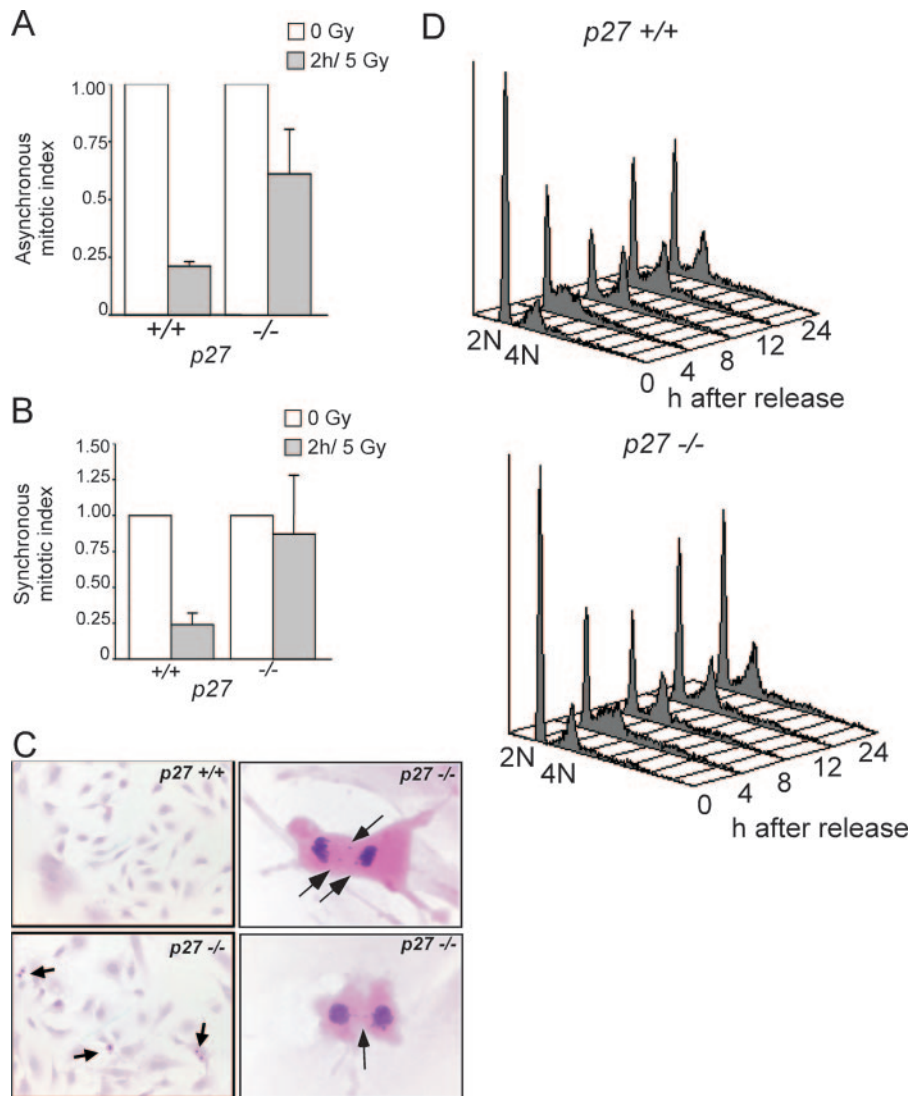 A
0 Gy
2h/ 5 Gy
Asynchronous
mitotic index
1.00
0.75
0.5
0.25
0
+/+
-/-
p27
B
0 Gy
2h/ 5 Gy
Synchronous
mitotic index
1.50
1.25
1.00
0.75
0.50
0.25
0
+/+
-/-
p27
C
p27 +/+
p27 -/-
p27 -/-
p27 -/-
D
p27 +/+
2N
4N
0
4
8
12
24
h after release
p27 -/-
2N
4N
0
4
8
12
24
h after release